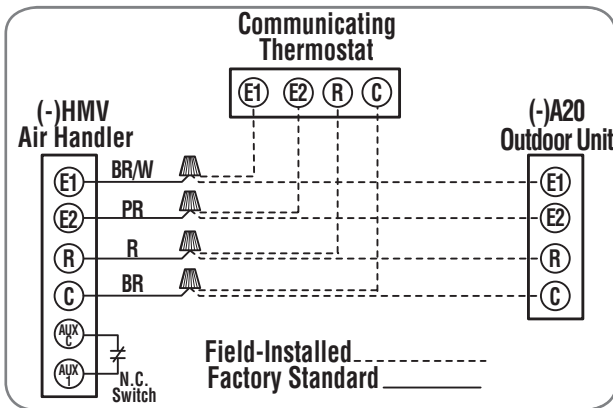 Communicating
Thermostat
E1 E2 R C
(-)HMV
Air Handler
(-)A20
Outdoor Unit
E1 BR/W E1
E2 PR E2
R R R
C BR C
AUX
C
AUX
1
N.C.
Switch
Field-Installed
Factory Standard